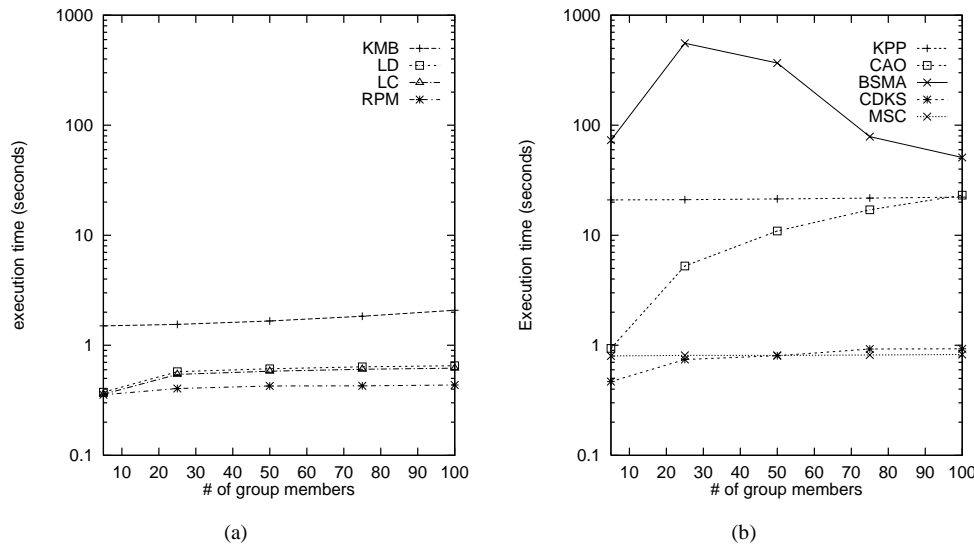 1000
100
10
1
0.1
execution time (seconds)
KMB
LD
LC
RPM
10 20 30 40 50 60 70 80 90 100
# of group members
(a)
1000
100
10
1
0.1
Execution time (seconds)
KPP
CAO
BSMA
CDKS
MSC
10 20 30 40 50 60 70 80 90 100
# of group members
(b)